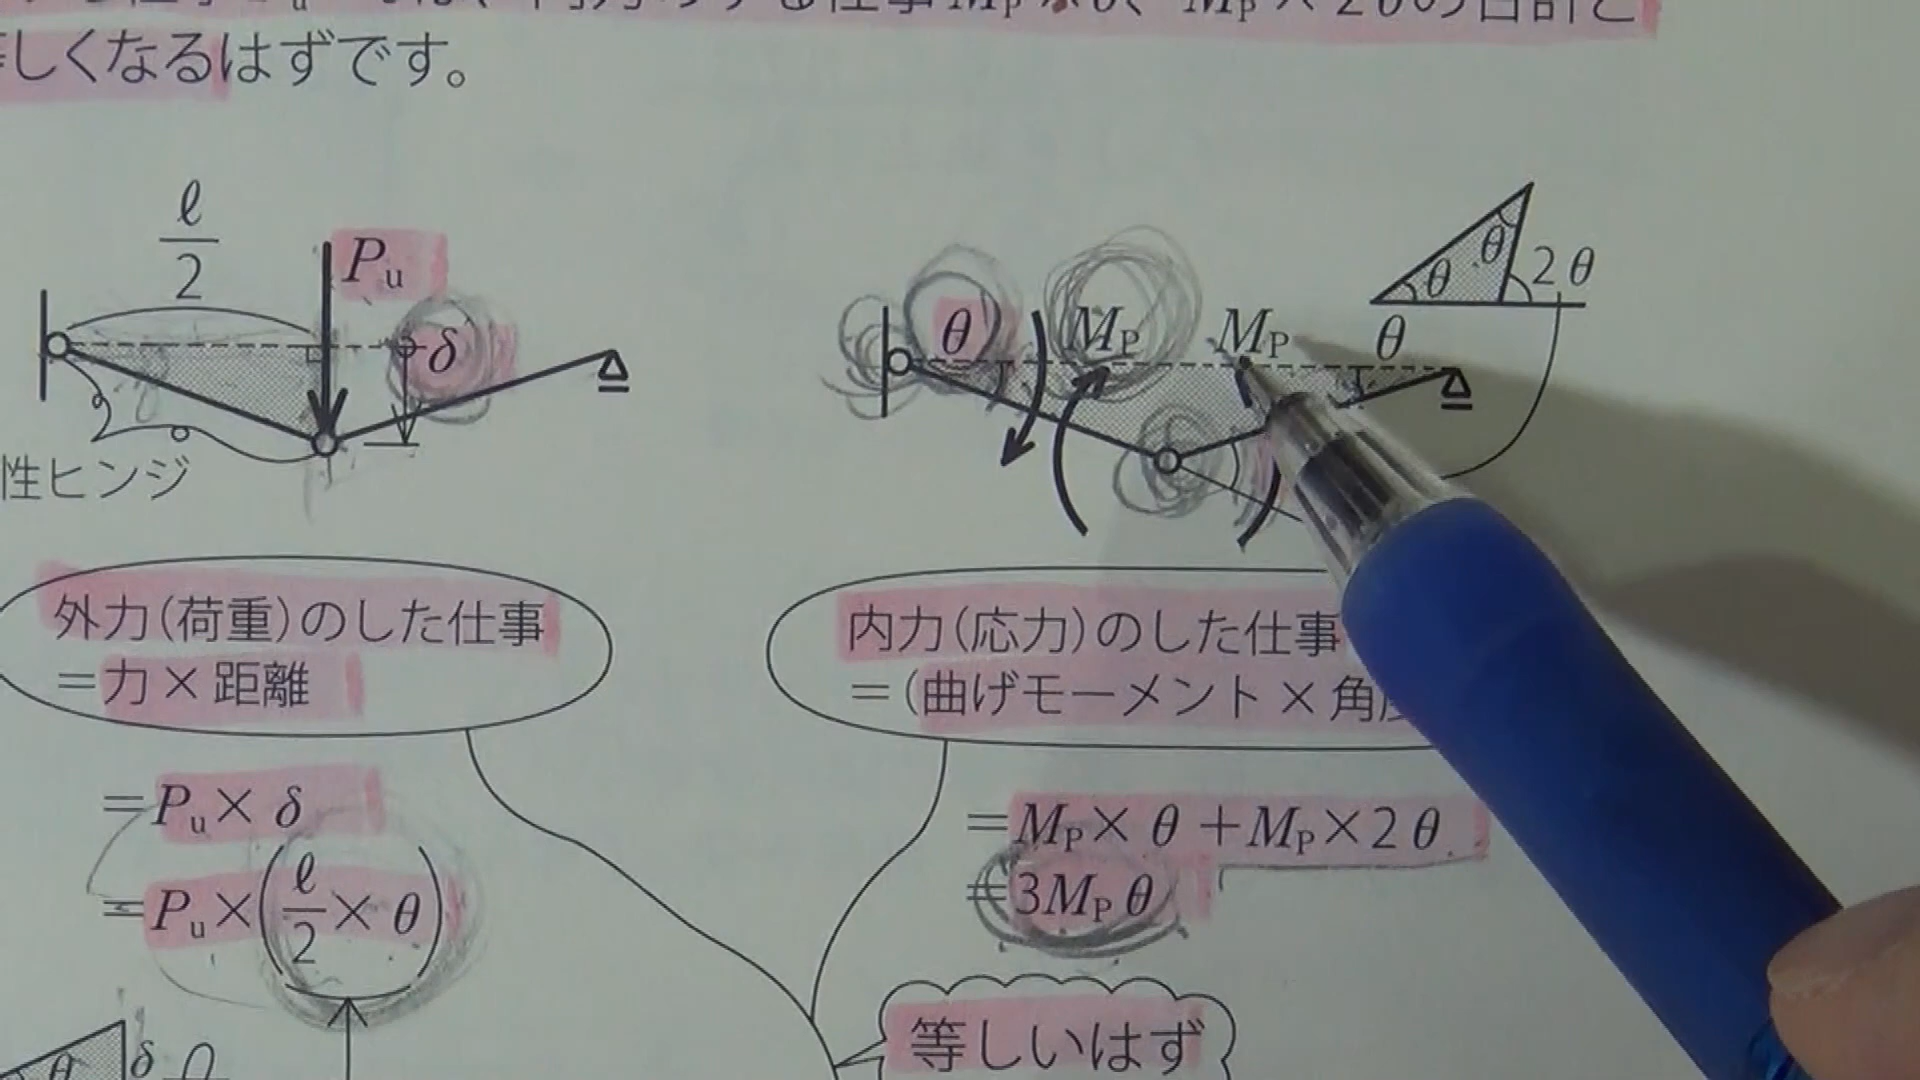 しくなるはずです。
ℓ/2
Pu
δ
性ヒンジ
θ MP MP θ
θ θ 2θ
外力(荷重)のした仕事
=力×距離
=Pu×δ
=Pu×(ℓ/2×θ)
θ δ
内力(応力)のした仕事
=(曲げモーメント×角
=MP×θ+MP×2θ
=3MPθ
等しいはず